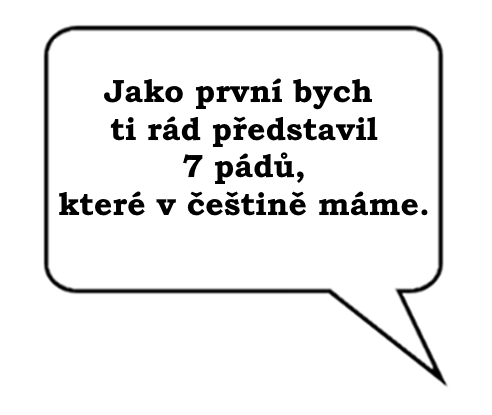 Jako první bych
ti rád představil
7 pádů,
které v češtině máme.